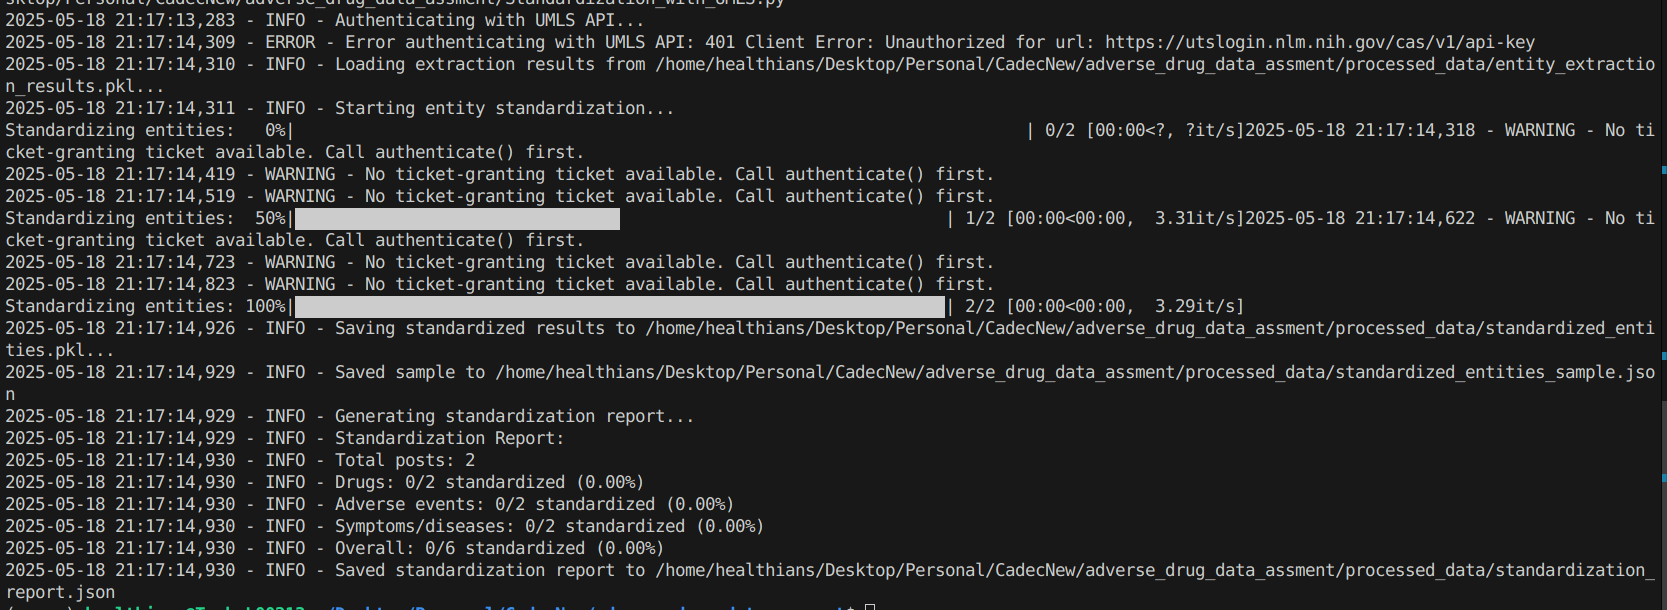 sktop/Personal/CadecNew/adverse_drug_data_assment/Standardization_with_UMLS.py
2025-05-18 21:17:13,283 - INFO - Authenticating with UMLS API...
2025-05-18 21:17:14,309 - ERROR - Error authenticating with UMLS API: 401 Client Error: Unauthorized for url: https://utslogin.nlm.nih.gov/cas/v1/api-key
2025-05-18 21:17:14,310 - INFO - Loading extraction results from /home/healthians/Desktop/Personal/CadecNew/adverse_drug_data_assment/processed_data/entity_extractio
n_results.pkl...
2025-05-18 21:17:14,311 - INFO - Starting entity standardization...
Standardizing entities:   0%|                                                                          | 0/2 [00:00<?, ?it/s]2025-05-18 21:17:14,318 - WARNING - No ti
cket-granting ticket available. Call authenticate() first.
2025-05-18 21:17:14,419 - WARNING - No ticket-granting ticket available. Call authenticate() first.
2025-05-18 21:17:14,519 - WARNING - No ticket-granting ticket available. Call authenticate() first.
Standardizing entities:  50%|                                                                 | 1/2 [00:00<00:00,  3.31it/s]2025-05-18 21:17:14,622 - WARNING - No ti
cket-granting ticket available. Call authenticate() first.
2025-05-18 21:17:14,723 - WARNING - No ticket-granting ticket available. Call authenticate() first.
2025-05-18 21:17:14,823 - WARNING - No ticket-granting ticket available. Call authenticate() first.
Standardizing entities: 100%|                                                                 | 2/2 [00:00<00:00,  3.29it/s]
2025-05-18 21:17:14,926 - INFO - Saving standardized results to /home/healthians/Desktop/Personal/CadecNew/adverse_drug_data_assment/processed_data/standardized_enti
ties.pkl...
2025-05-18 21:17:14,929 - INFO - Saved sample to /home/healthians/Desktop/Personal/CadecNew/adverse_drug_data_assment/processed_data/standardized_entities_sample.jso
n
2025-05-18 21:17:14,929 - INFO - Generating standardization report...
2025-05-18 21:17:14,929 - INFO - Standardization Report:
2025-05-18 21:17:14,930 - INFO - Total posts: 2
2025-05-18 21:17:14,930 - INFO - Drugs: 0/2 standardized (0.00%)
2025-05-18 21:17:14,930 - INFO - Adverse events: 0/2 standardized (0.00%)
2025-05-18 21:17:14,930 - INFO - Symptoms/diseases: 0/2 standardized (0.00%)
2025-05-18 21:17:14,930 - INFO - Overall: 0/6 standardized (0.00%)
2025-05-18 21:17:14,930 - INFO - Saved standardization report to /home/healthians/Desktop/Personal/CadecNew/adverse_drug_data_assment/processed_data/standardization_
report.json